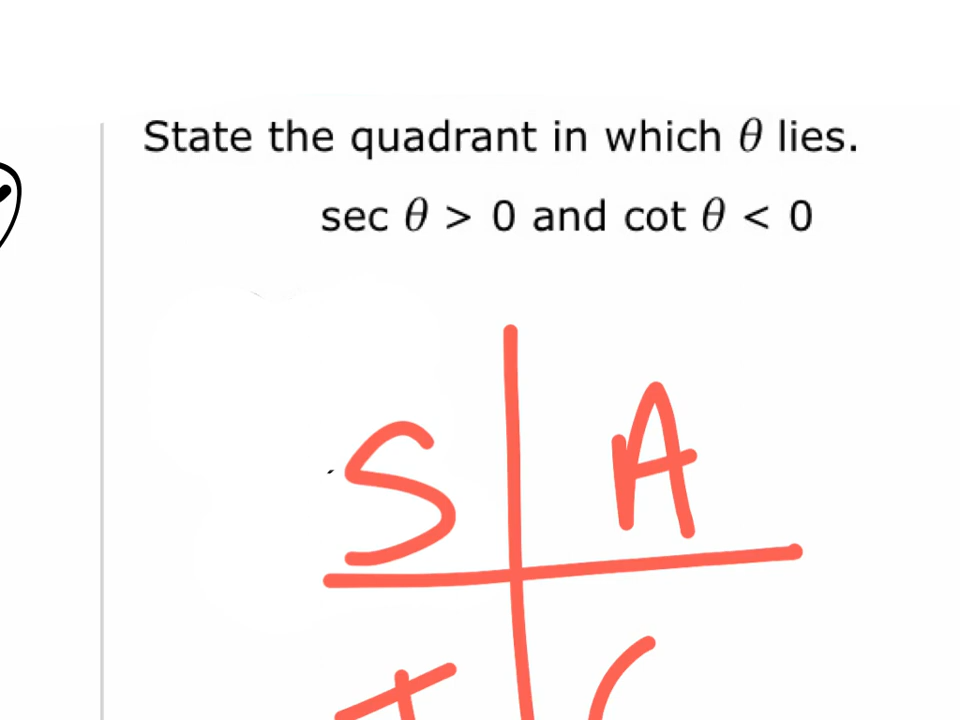 State the quadrant in which θ lies.
sec θ > 0 and cot θ < 0
S A
T C